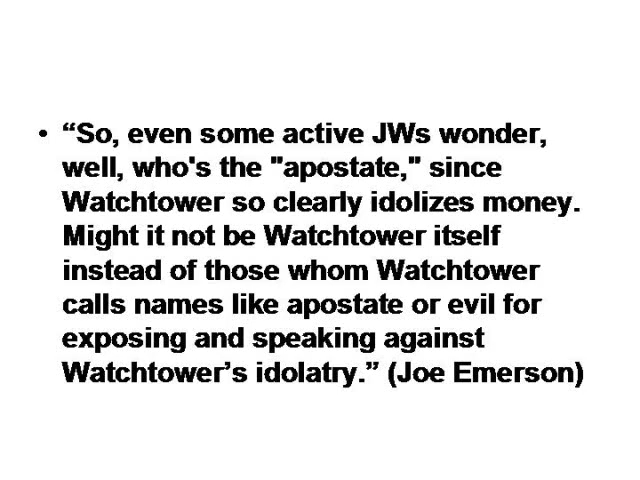 • “So, even some active JWs wonder,
well, who's the "apostate," since
Watchtower so clearly idolizes money.
Might it not be Watchtower itself
instead of those whom Watchtower
calls names like apostate or evil for
exposing and speaking against
Watchtower’s idolatry.” (Joe Emerson)